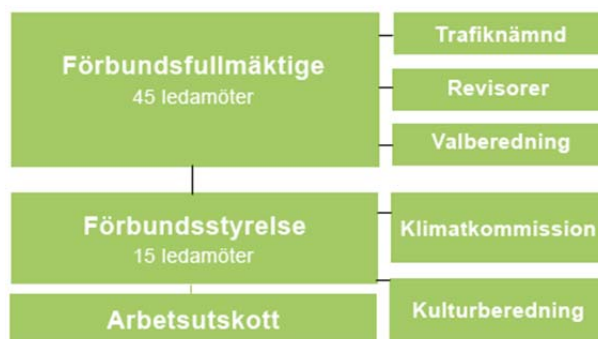 Förbundsfullmäktige
45 ledamöter
Trafiknämnd
Revisorer
Valberedning
Förbundsstyrelse
15 ledamöter
Klimatkommission
Kulturberedning
Arbetsutskott